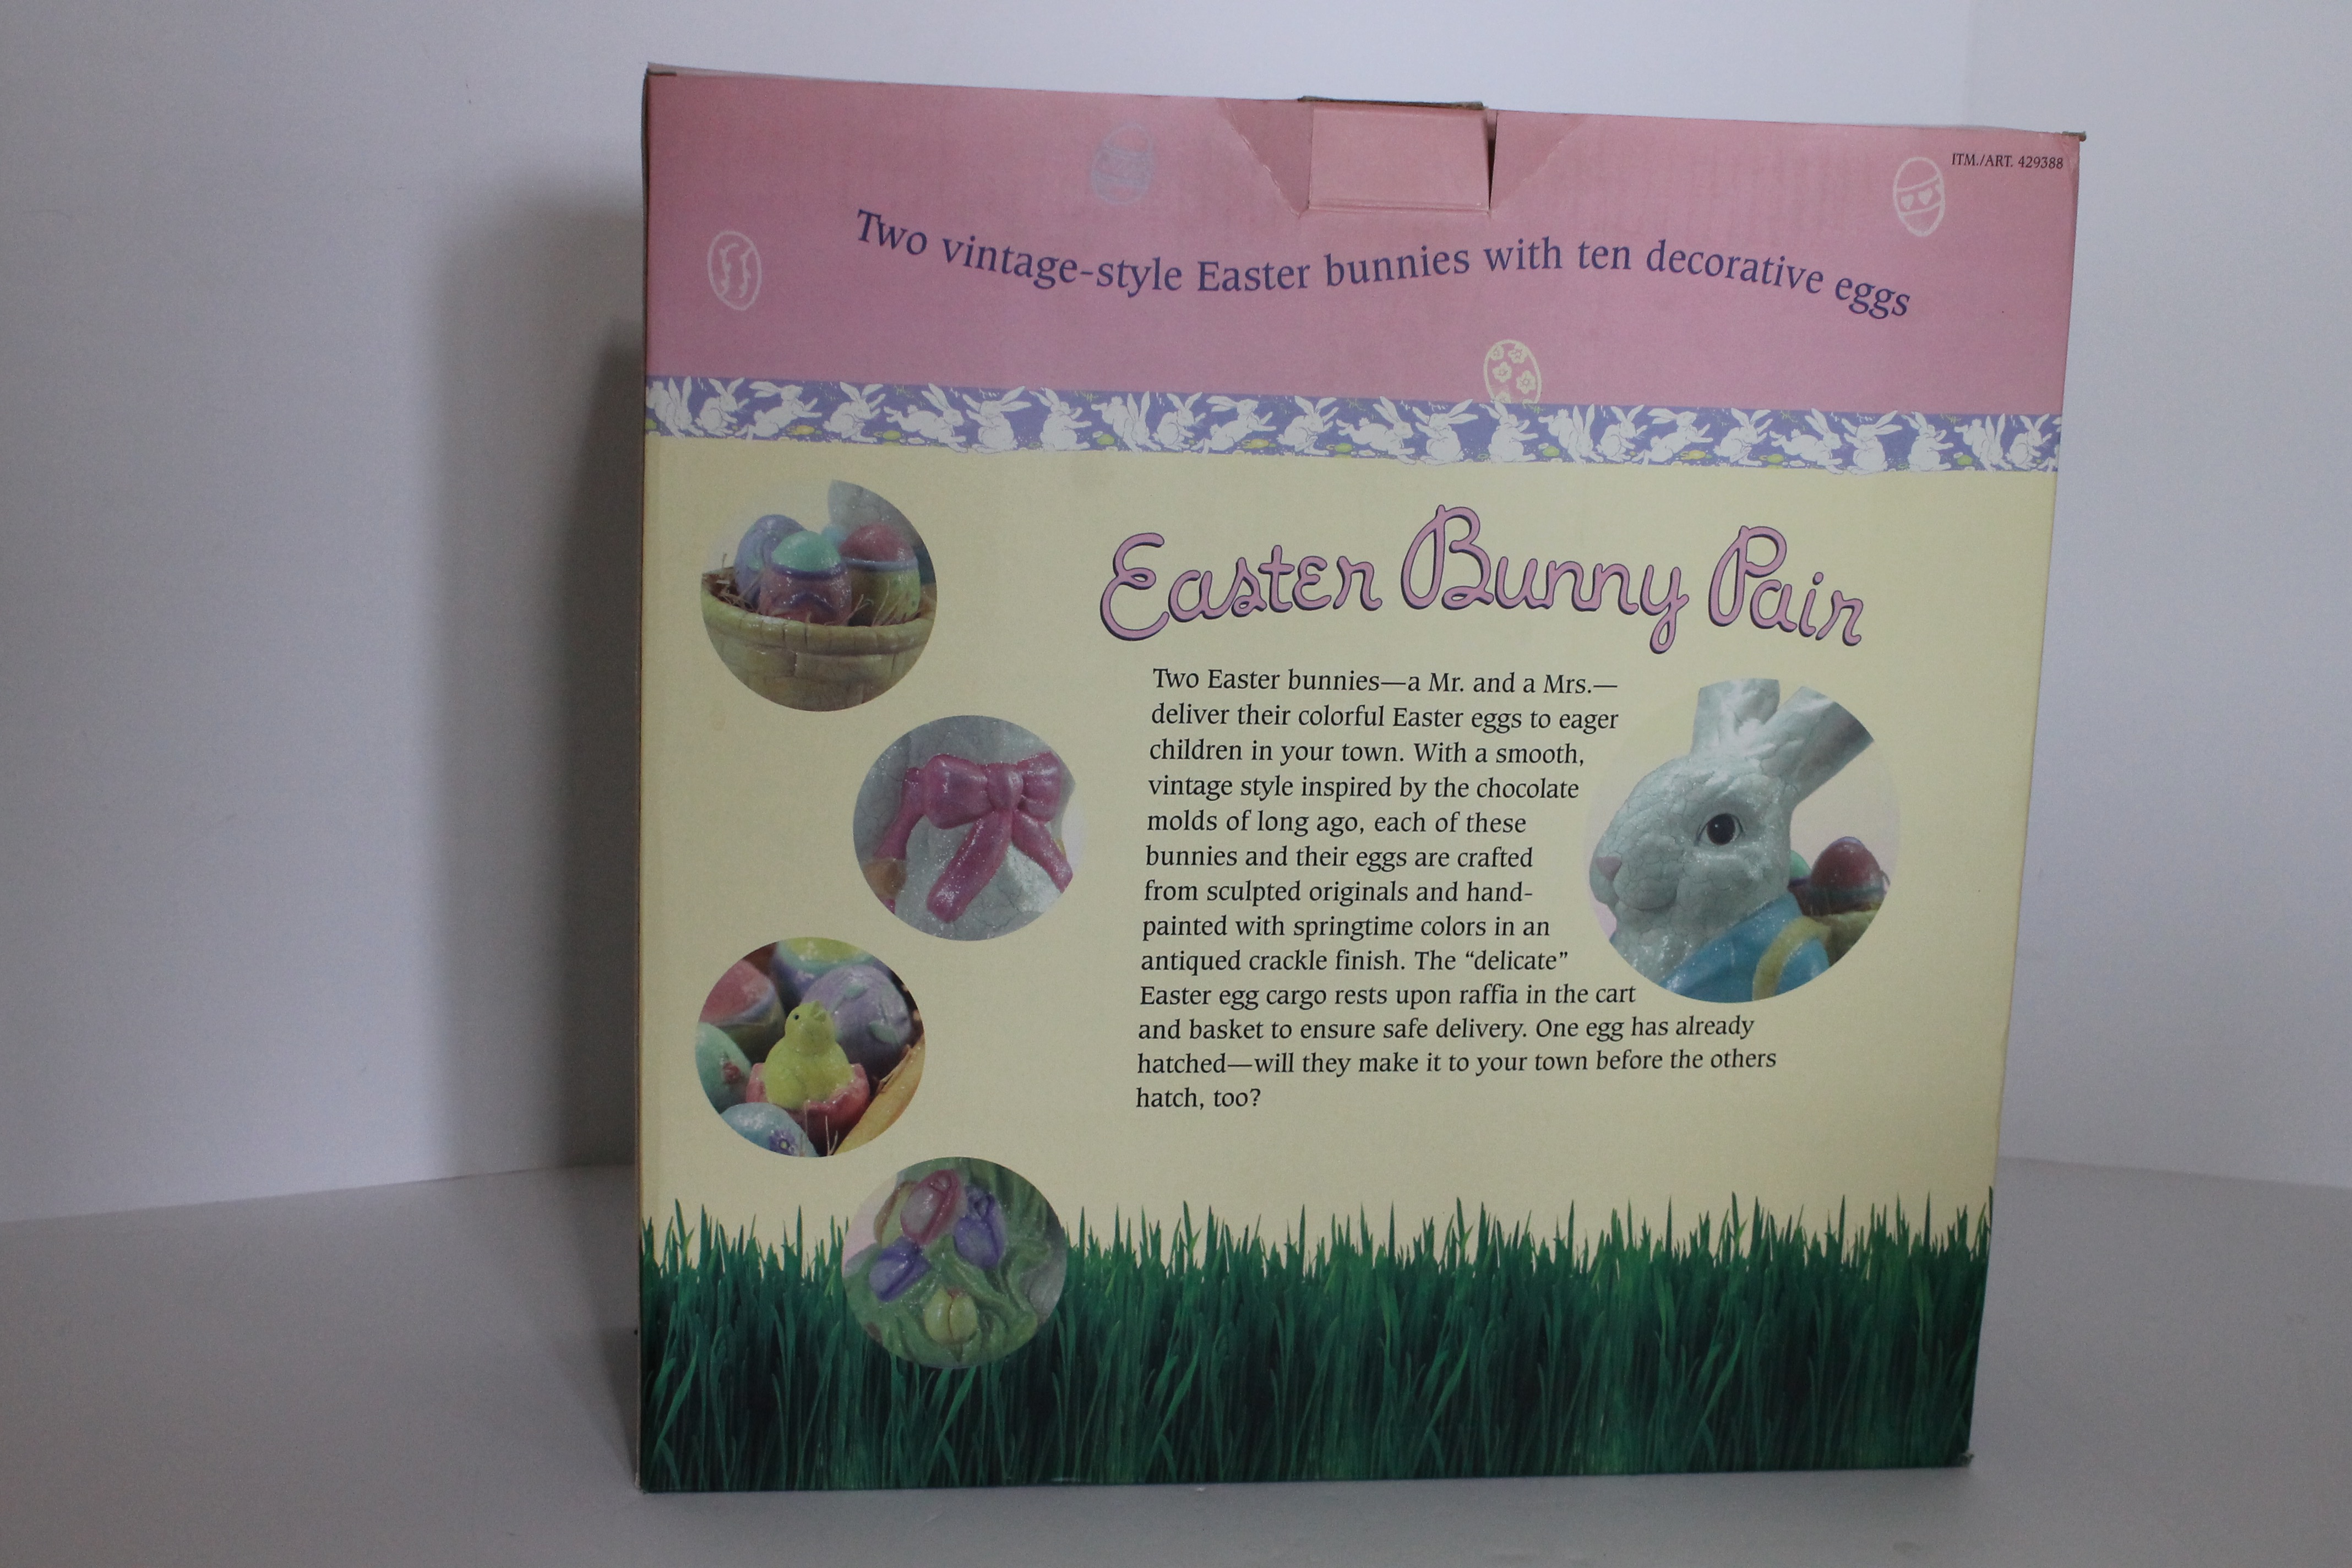 ITM./ART. 429388
Two vintage-style Easter bunnies with ten decorative eggs
Easter Bunny Pair
Two Easter bunnies—a Mr. and a Mrs.—
deliver their colorful Easter eggs to eager
children in your town. With a smooth,
vintage style inspired by the chocolate
molds of long ago, each of these
bunnies and their eggs are crafted
from sculpted originals and hand-
painted with springtime colors in an
antiqued crackle finish. The “delicate”
Easter egg cargo rests upon raffia in the cart
and basket to ensure safe delivery. One egg has already
hatched—will they make it to your town before the others
hatch, too?